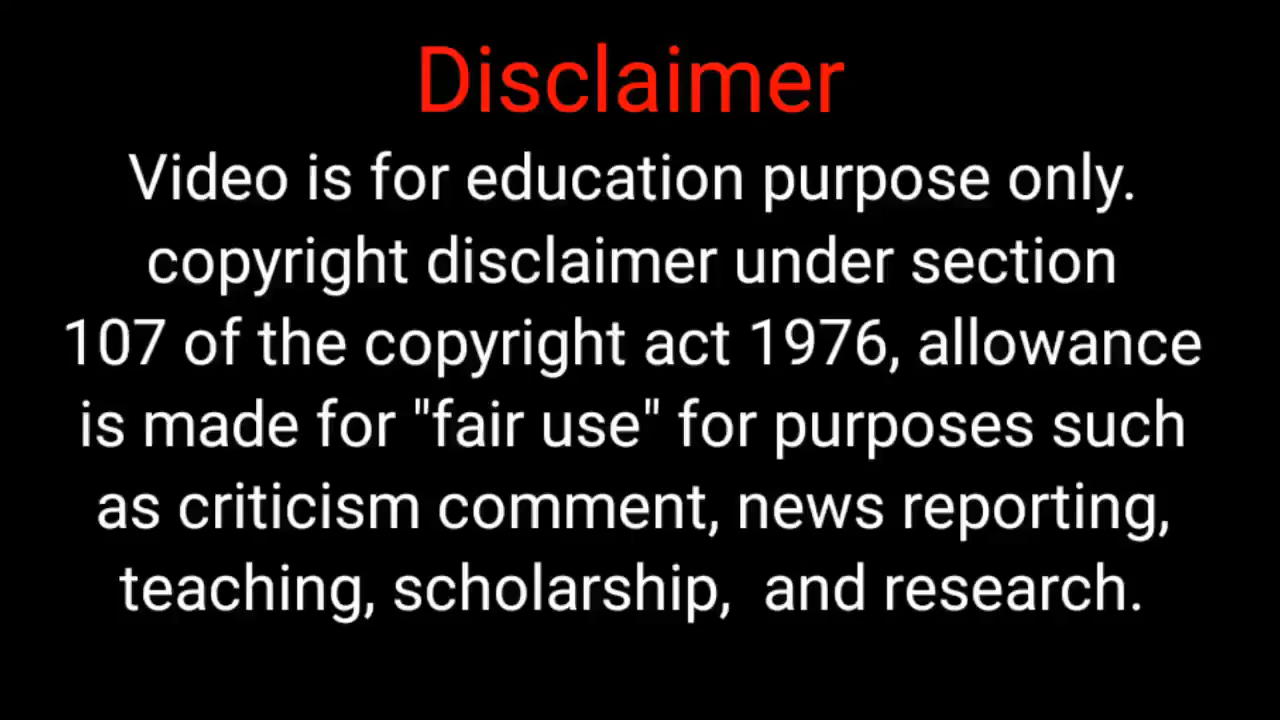 Disclaimer
Video is for education purpose only.
copyright disclaimer under section
107 of the copyright act 1976, allowance
is made for "fair use" for purposes such
as criticism comment, news reporting,
teaching, scholarship,  and research.